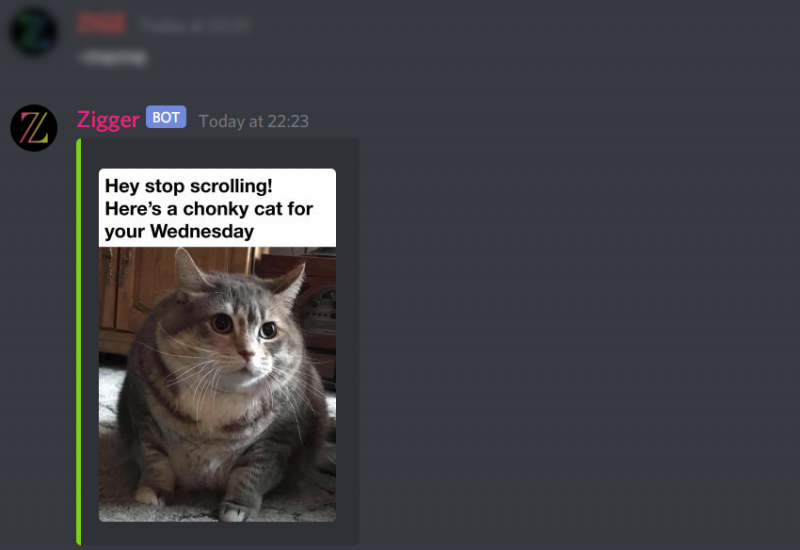 Zigger BOT Today at 22:23
Hey stop scrolling!
Here's a chonky cat for
your Wednesday